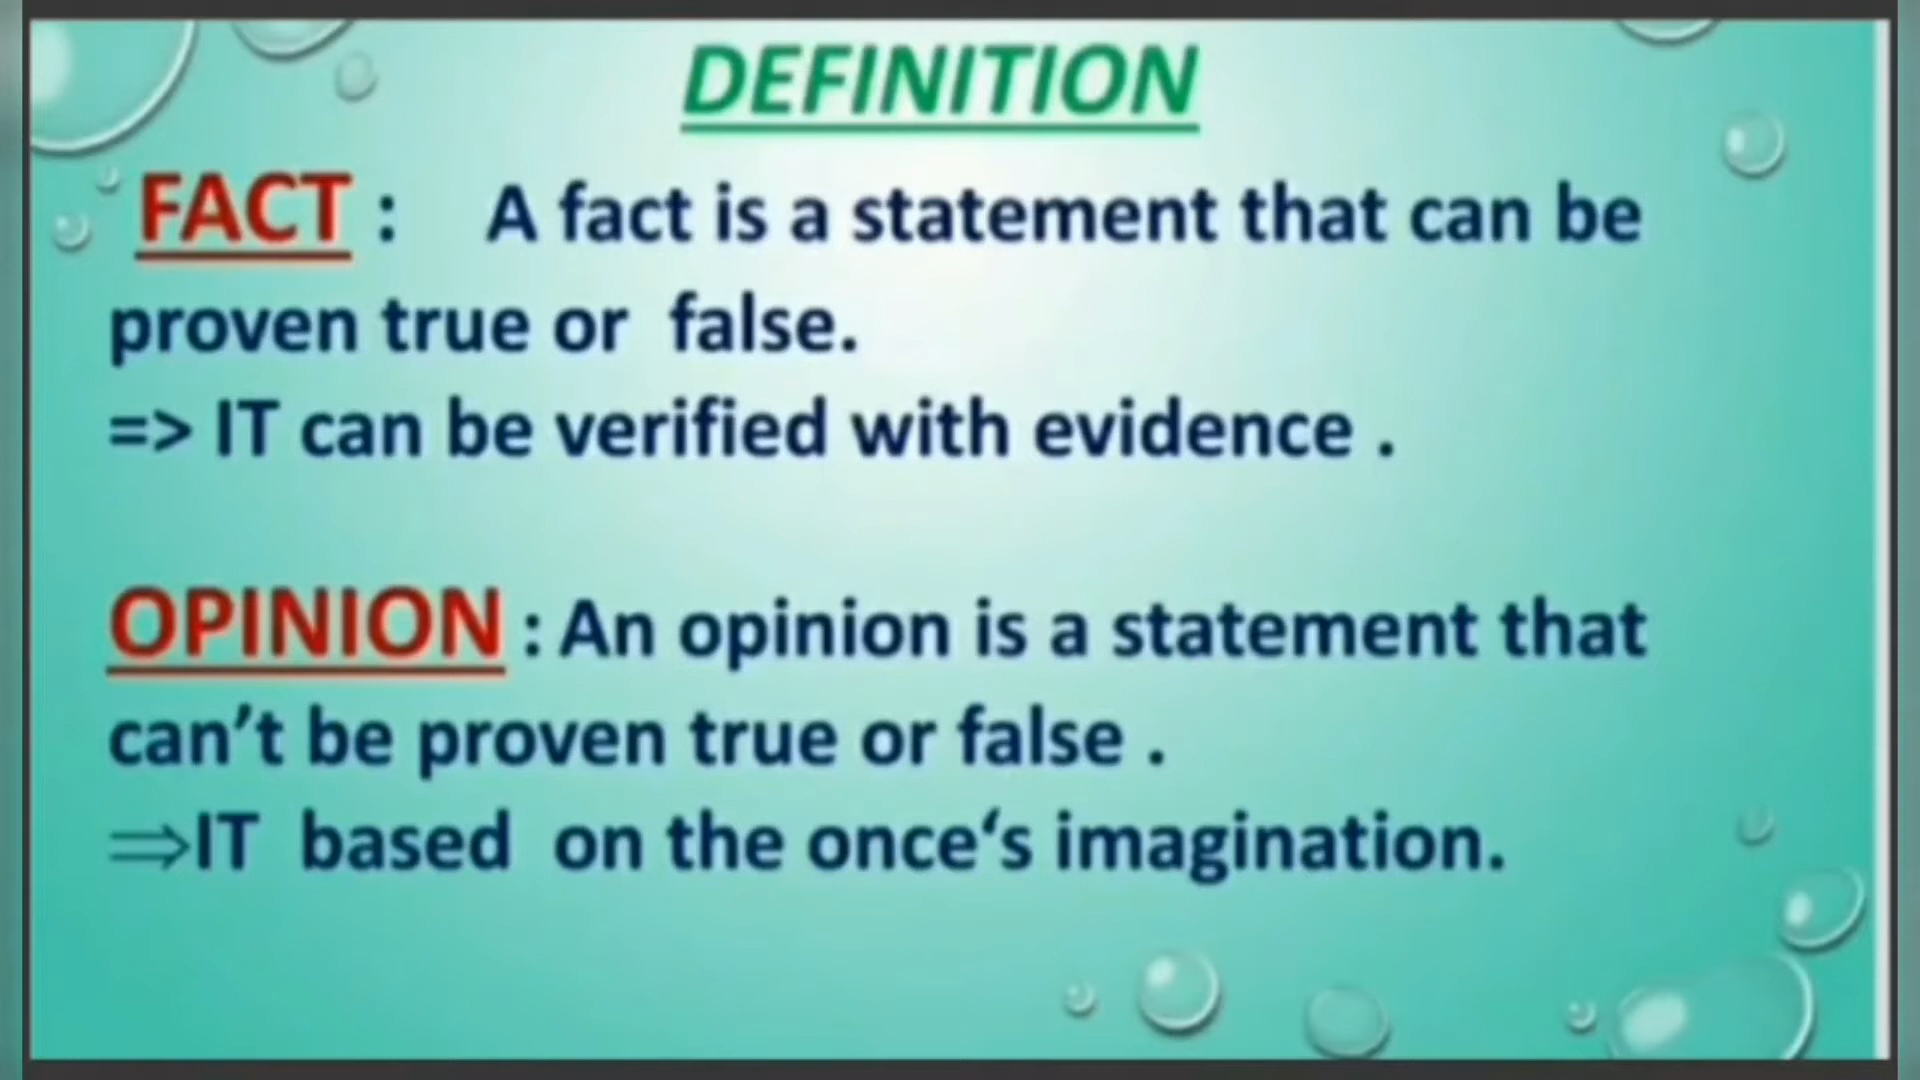 DEFINITION
FACT : A fact is a statement that can be
proven true or false.
=> IT can be verified with evidence .
OPINION : An opinion is a statement that
can’t be proven true or false .
⇒IT based on the once‘s imagination.